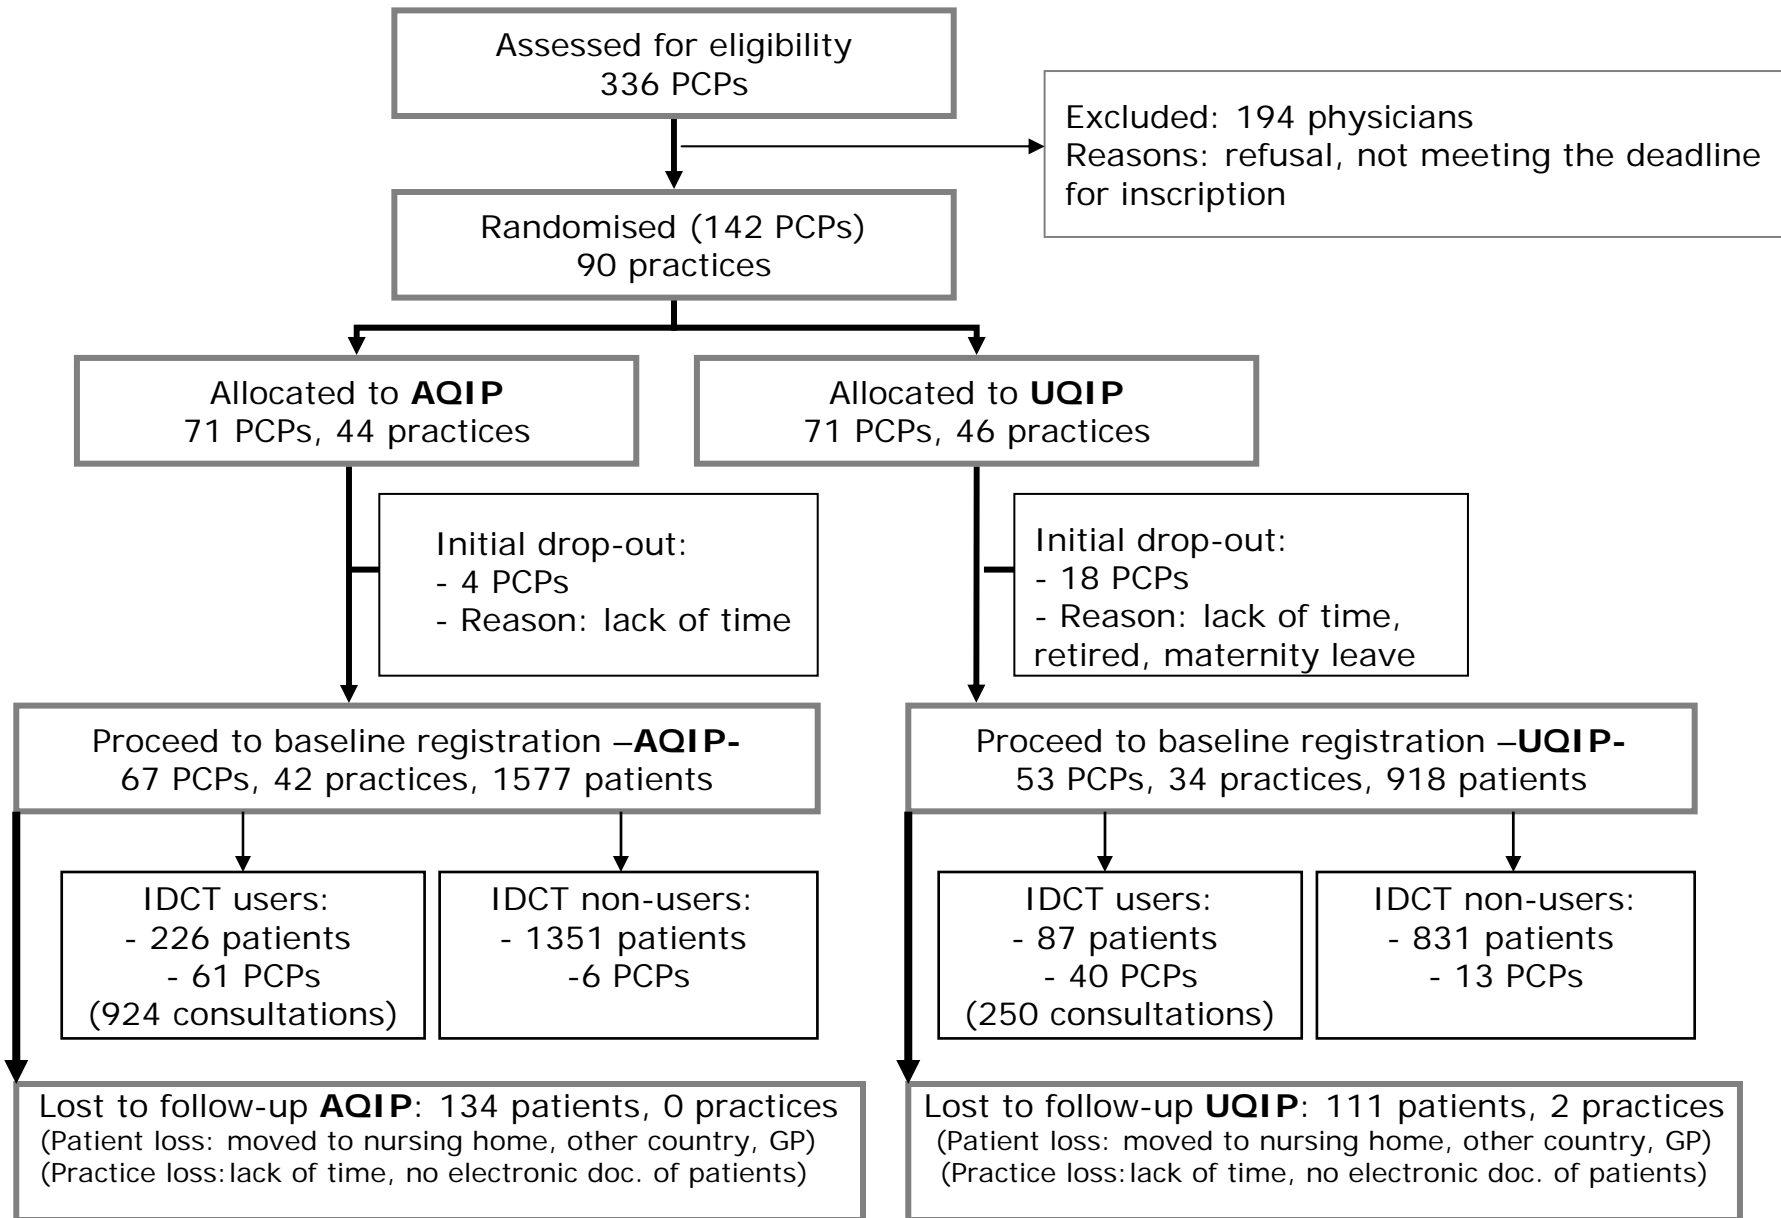 Assessed for eligibility
336 PCPs
Excluded: 194 physicians
Reasons: refusal, not meeting the deadline
for inscription
Randomised (142 PCPs)
90 practices
Allocated to AQIP
71 PCPs, 44 practices
Allocated to UQIP
71 PCPs, 46 practices
Initial drop-out:
- 4 PCPs
- Reason: lack of time
Initial drop-out:
- 18 PCPs
- Reason: lack of time,
retired, maternity leave
Proceed to baseline registration –AQIP-
67 PCPs, 42 practices, 1577 patients
Proceed to baseline registration –UQIP-
53 PCPs, 34 practices, 918 patients
IDCT users:
- 226 patients
- 61 PCPs
(924 consultations)
IDCT non-users:
- 1351 patients
-6 PCPs
IDCT users:
- 87 patients
- 40 PCPs
(250 consultations)
IDCT non-users:
- 831 patients
- 13 PCPs
Lost to follow-up AQIP: 134 patients, 0 practices
(Patient loss: moved to nursing home, other country, GP)
(Practice loss: lack of time, no electronic doc. of patients)
Lost to follow-up UQIP: 111 patients, 2 practices
(Patient loss: moved to nursing home, other country, GP)
(Practice loss: lack of time, no electronic doc. of patients)